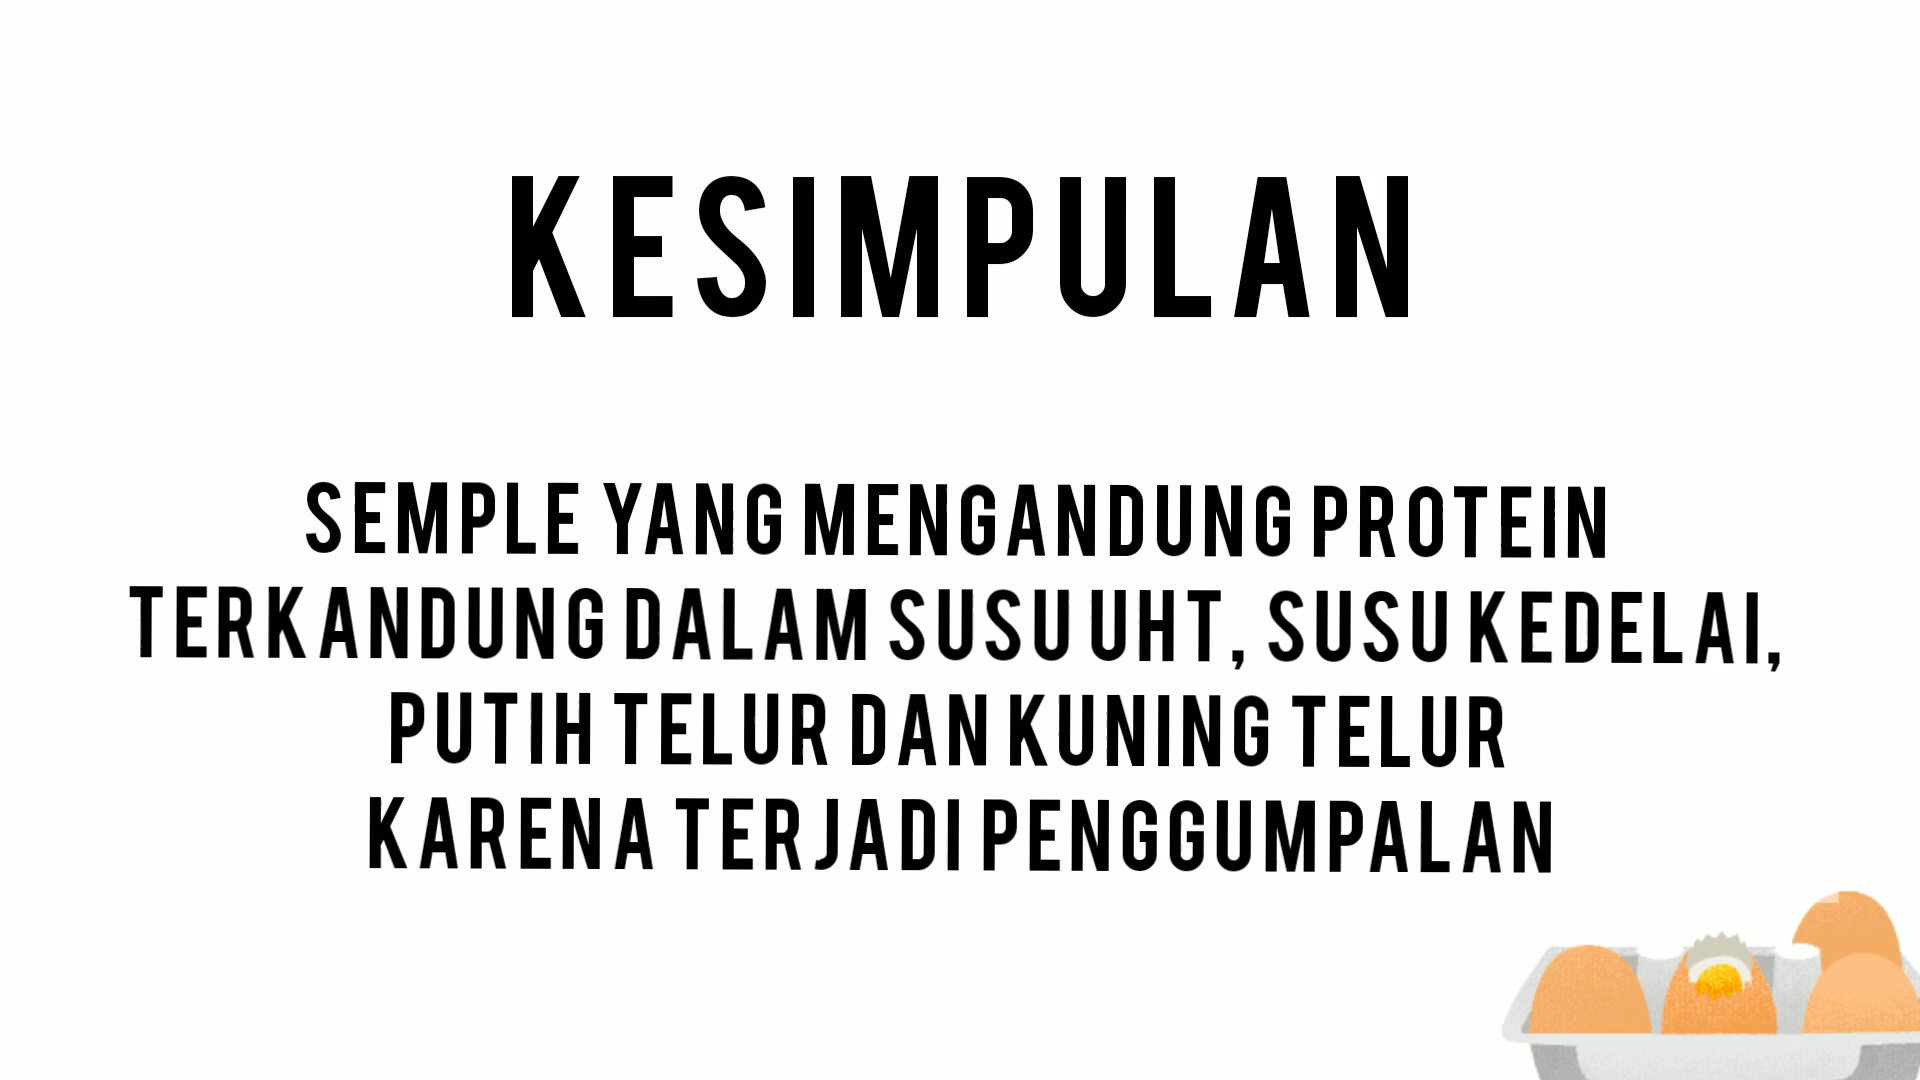 KESIMPULAN
SEMPLE YANG MENGANDUNG PROTEIN
TERKANDUNG DALAM SUSU UHT, SUSU KEDELAI,
PUTIH TELUR DAN KUNING TELUR
KARENA TERJADI PENGGUMPALAN